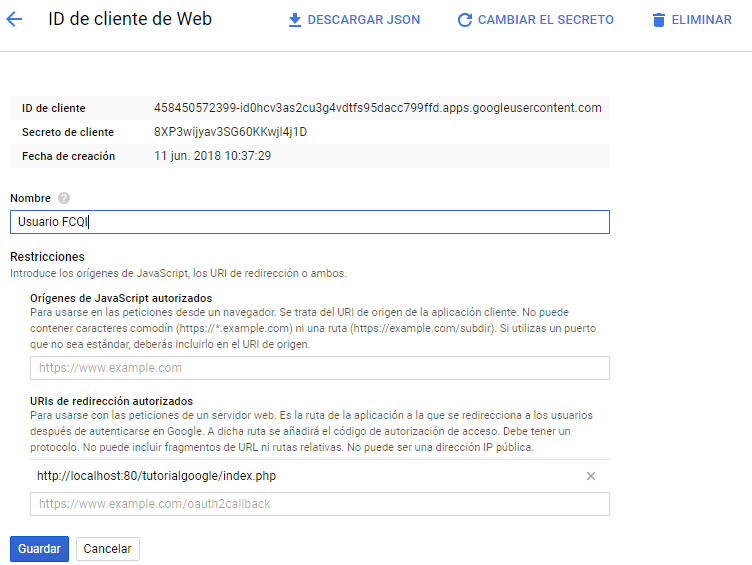 ID de cliente de Web
DESCARGAR JSON
CAMBIAR EL SECRETO
ELIMINAR
ID de cliente 458450572399-id0hcv3as2cu3g4vdtfs95dacc799ffd.apps.googleusercontent.com
Secreto de cliente 8XP3wijyav3SG60KKwjI4j1D
Fecha de creación 11 jun. 2018 10:37:29
Nombre ?
Usuario FCQI
Restricciones
Introduce los orígenes de JavaScript, los URI de redirección o ambos.
Orígenes de JavaScript autorizados
Para usarse en las peticiones desde un navegador. Se trata del URI de origen de la aplicación cliente. No puede
contener caracteres comodín (https://*.example.com) ni una ruta (https://example.com/subdir). Si utilizas un puerto
que no sea estándar, deberás incluirlo en el URI de origen.
https://www.example.com
URIs de redirección autorizados
Para usarse con las peticiones de un servidor web. Es la ruta de la aplicación a la que se redirecciona a los usuarios
después de autenticarse en Google. A dicha ruta se añadirá el código de autorización de acceso. Debe tener un
protocolo. No puede incluir fragmentos de URL ni rutas relativas. No puede ser una dirección IP pública.
http://localhost:80/tutorialgoogle/index.php
https://www.example.com/oauth2callback
Guardar Cancelar